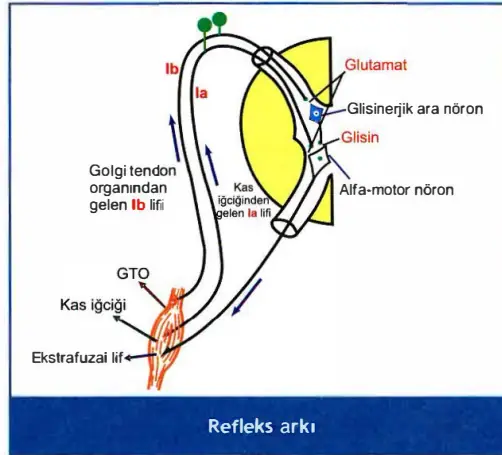 Ib
Ia
Glutamat
Glisinerjik ara nöron
Glisin
Alfa-motor nöron
Golgi tendon
organından
gelen Ib lifi
Kas
iğciğinden
gelen Ia lifi
GTO
Kas iğciği
Ekstrafuzai lif
Refleks arkı